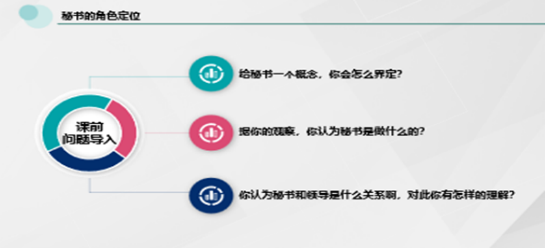 秘书的角色定位
给秘书一个概念，你会怎么界定？
课前
问题导入
据你的观察，你认为秘书是做什么的？
你认为秘书和领导是什么关系啊，对此你有怎样的理解？